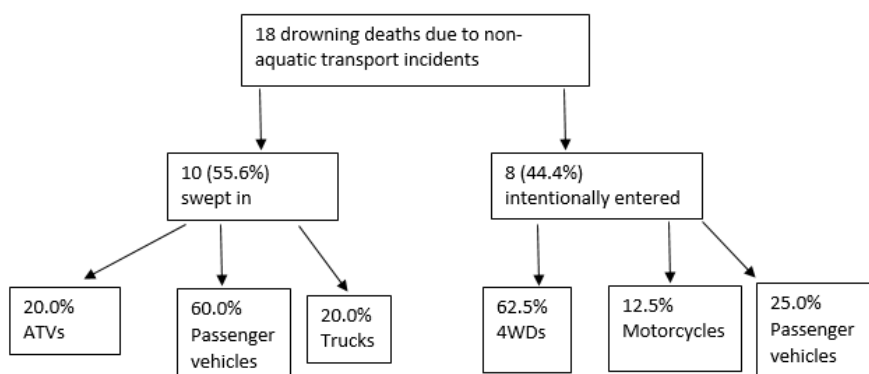 18 drowning deaths due to non-
aquatic transport incidents
10 (55.6%)
swept in
8 (44.4%)
intentionally entered
20.0%
ATVs
60.0%
Passenger
vehicles
20.0%
Trucks
62.5%
4WDs
12.5%
Motorcycles
25.0%
Passenger
vehicles